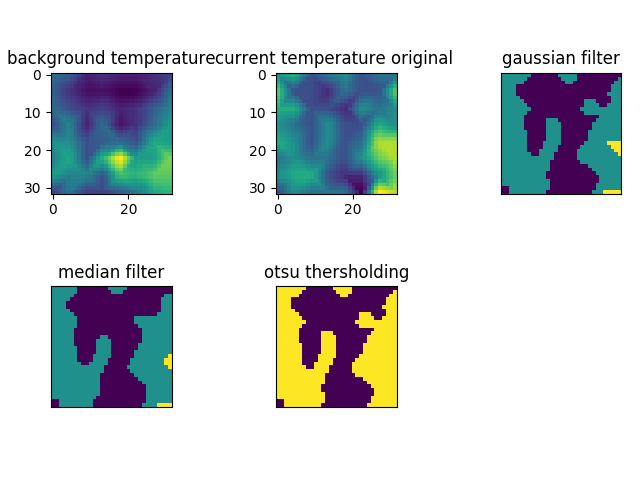 background temperature
current temperature original
gaussian filter
0
10
20
30
0
20
0
10
20
30
0
20
median filter
otsu thersholding